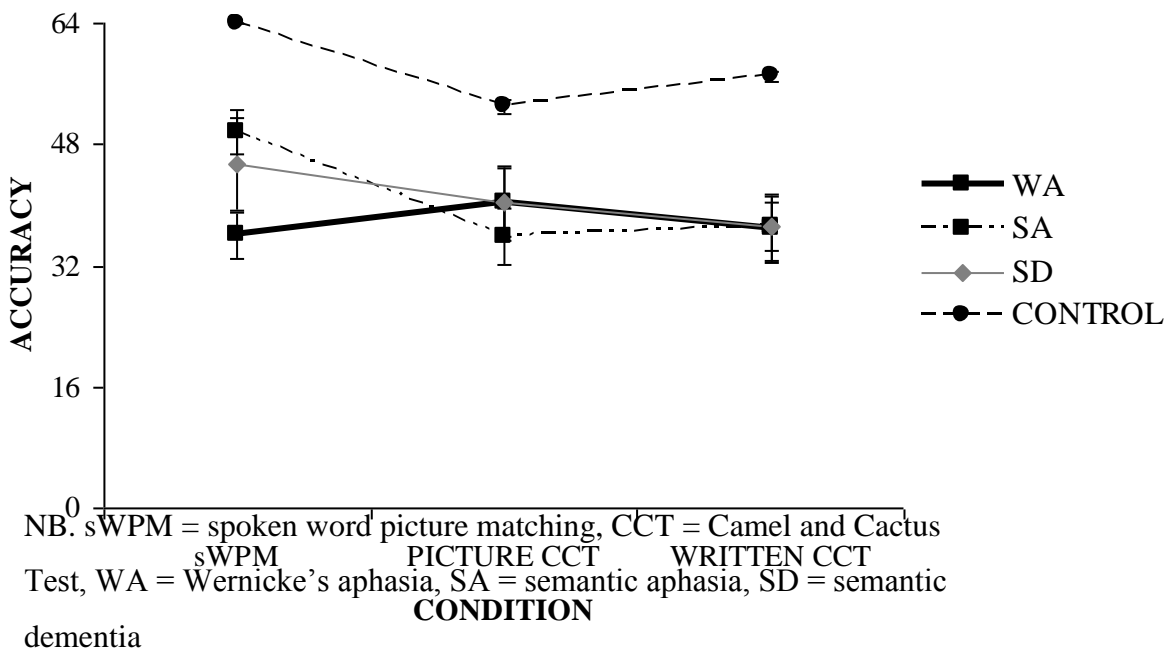 64
48
32
16
0
ACCURACY
WA
SA
SD
CONTROL
NB. sWPM = spoken word picture matching, CCT = Camel and Cactus
sWPM PICTURE CCT WRITTEN CCT
Test, WA = Wernicke’s aphasia, SA = semantic aphasia, SD = semantic
CONDITION
dementia